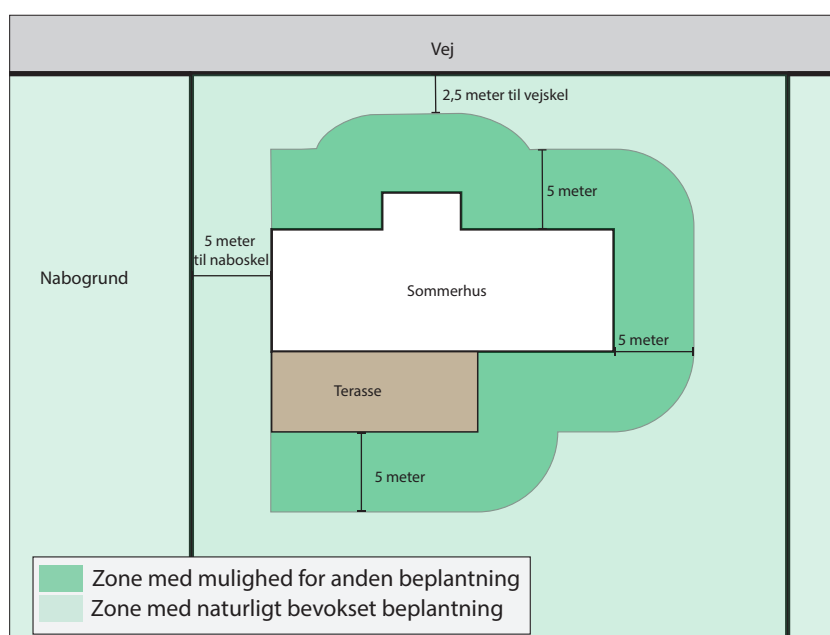 Vej
2,5 meter til vejskel
5 meter
5 meter
til naboskel
Nabogrund
Sommerhus
5 meter
Terasse
5 meter
Zone med mulighed for anden beplantning
Zone med naturligt bevokset beplantning